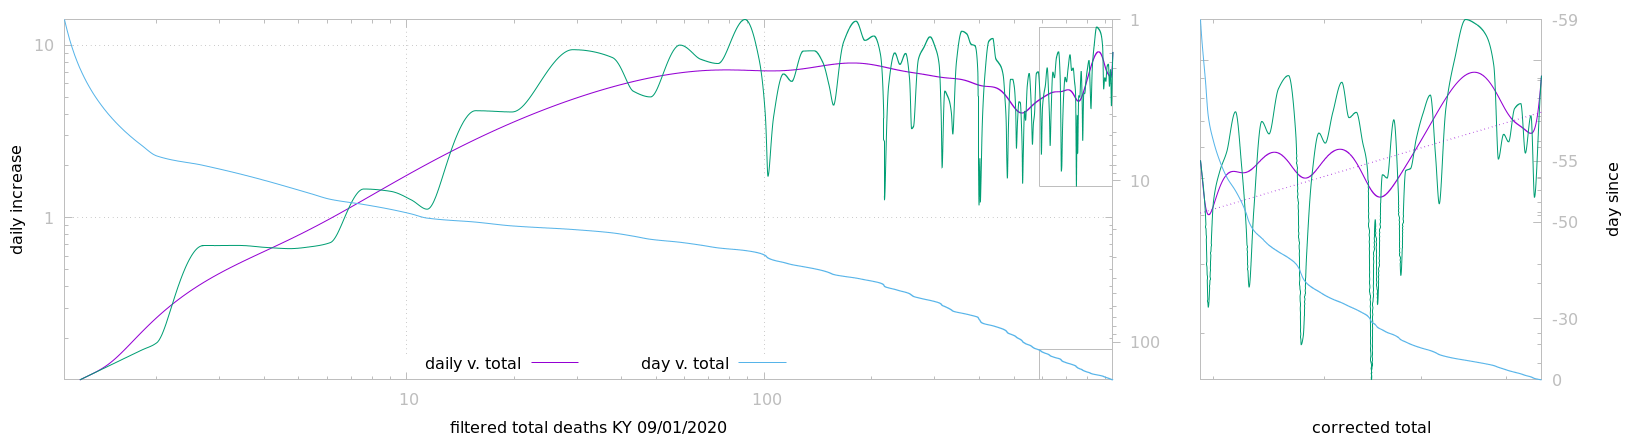 10
1
daily increase
10
100
filtered total deaths KY 09/01/2020
daily v. total
day v. total
1
10
100
-59
-55
-50
-30
0
day since
corrected total